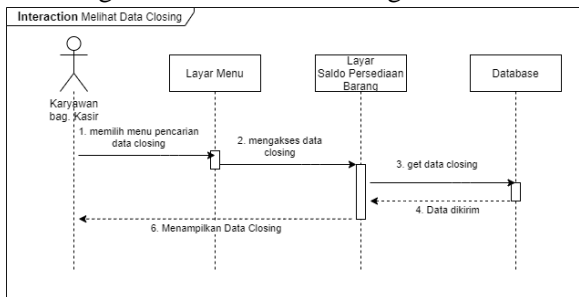 Interaction Melihat Data Closing
Layar Menu
Layar
Saldo Persediaan
Barang
Database
Karyawan
bag. Kasir
1. memilih menu pencarian
data closing
2. mengakses data
closing
3. get data closing
4. Data dikirim
6. Menampilkan Data Closing